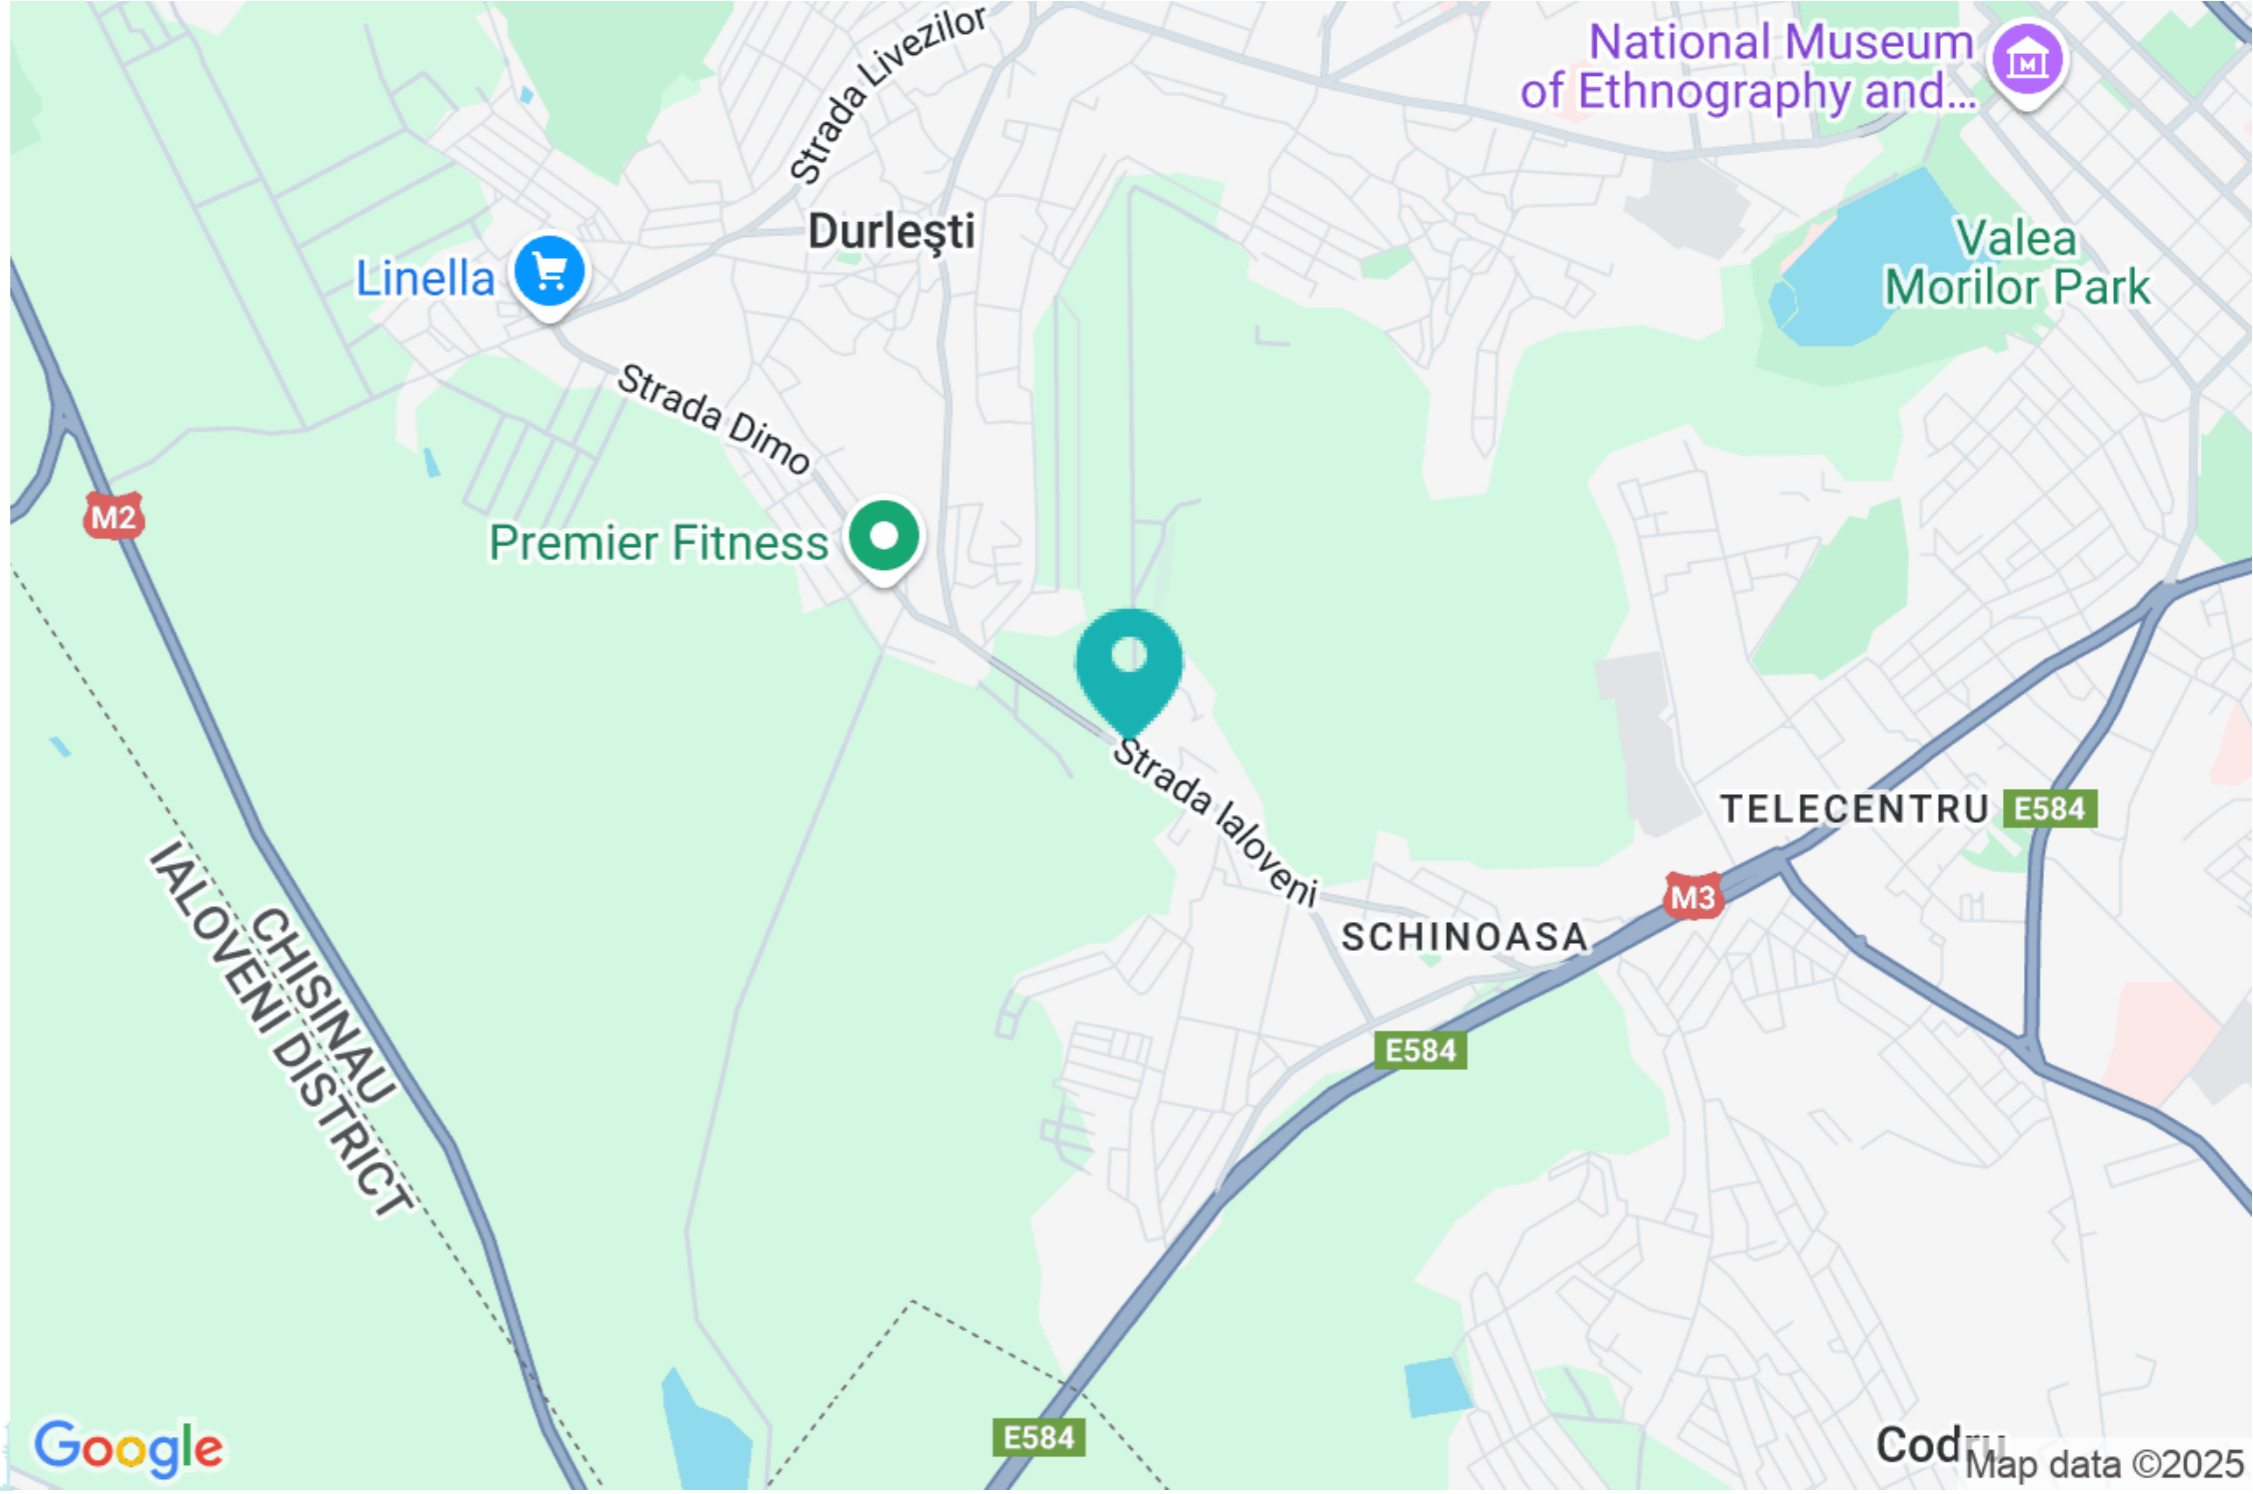 National Museum
of Ethnography and...
Strada Livezilor
Durleşti
Valea
Morilor Park
Linella
Strada Dimo
M2
Premier Fitness
Strada Ialoveni
TELECENTRU
E584
M3
SCHINOASA
CHISINAU
IALOVENI DISTRICT
E584
E584
Codru
Google
Map data ©2025